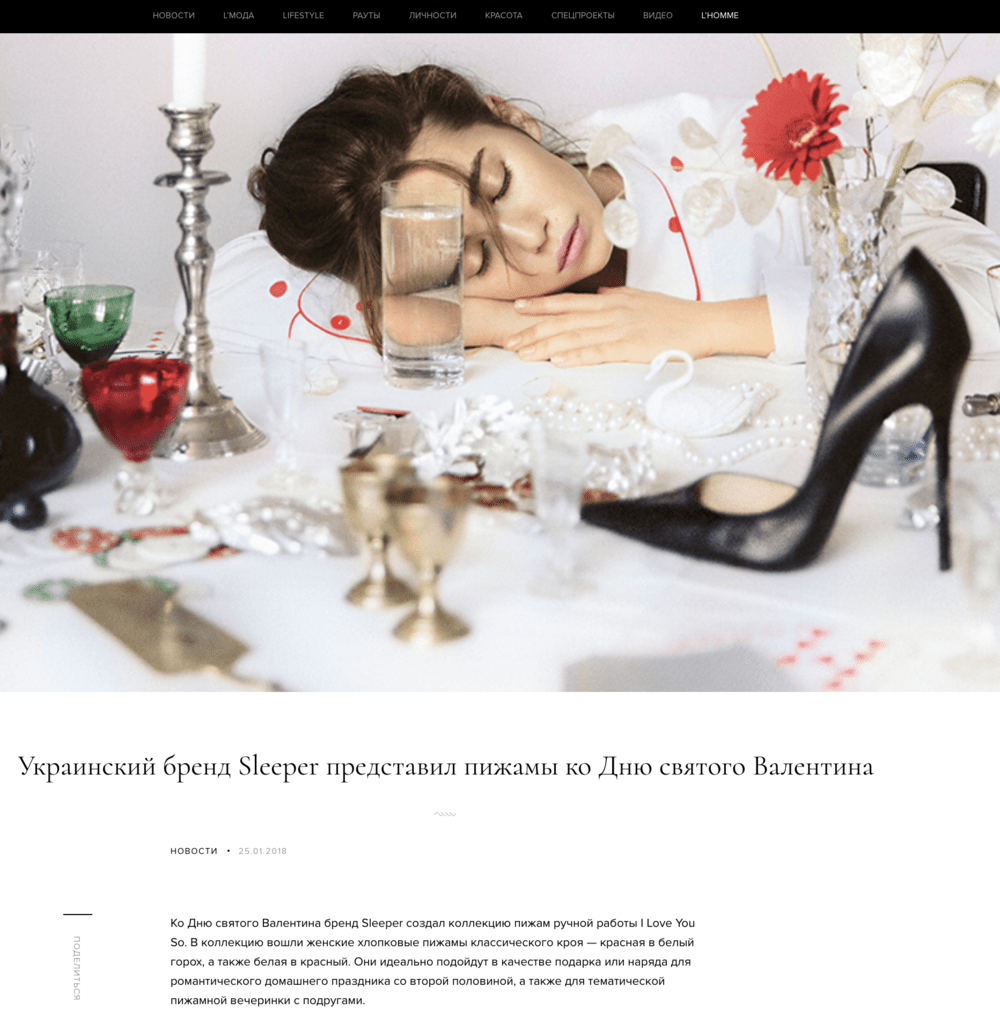 НОВОСТИ L'МОДА LIFESTYLE РАУТЫ ЛИЧНОСТИ КРАСОТА СПЕЦПРОЕКТЫ ВИДЕО L'HOMME
Украинский бренд Sleeper представил пижамы ко Дню святого Валентина
НОВОСТИ • 25.01.2018
ПОДЕЛИТЬСЯ
Ко Дню святого Валентина бренд Sleeper создал коллекцию пижам ручной работы I Love You
So. В коллекцию вошли женские хлопковые пижамы классического кроя — красная в белый
горох, а также белая в красный. Они идеально подойдут в качестве подарка или наряда для
романтического домашнего праздника со второй половиной, а также для тематической
пижамной вечеринки с подругами.